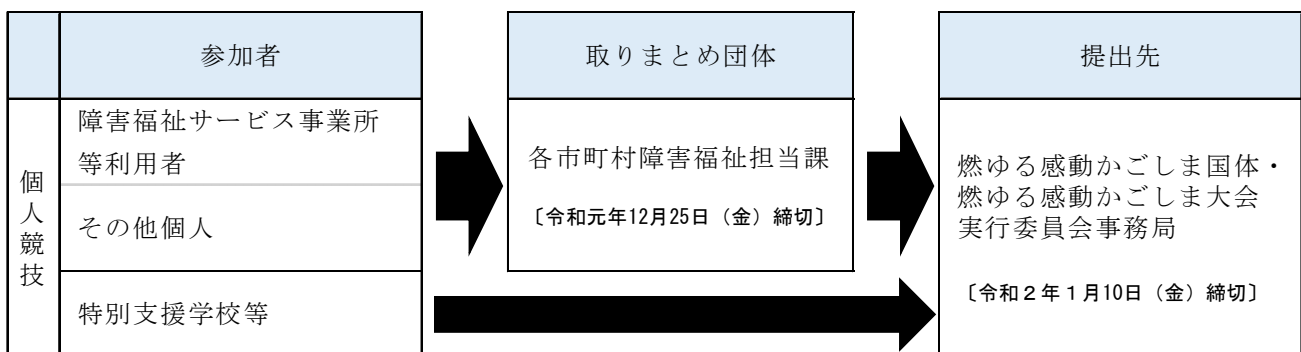 参加者
取りまとめ団体
提出先
個人競技
障害福祉サービス事業所
等利用者
その他個人
特別支援学校等
各市町村障害福祉担当課
〔令和元年12月25日（金）締切〕
燃ゆる感動かごしま国体・
燃ゆる感動かごしま大会
実行委員会事務局
〔令和２年１月10日（金）締切〕